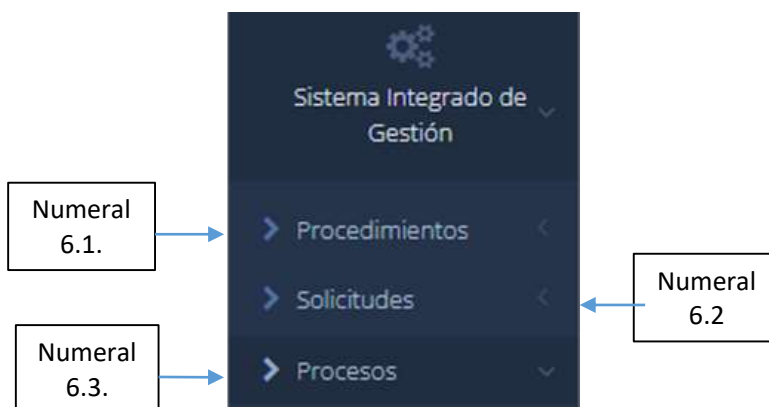 Sistema Integrado de
Gestión
Numeral
6.1.
Procedimientos
Solicitudes
Numeral
6.2
Numeral
6.3.
Procesos